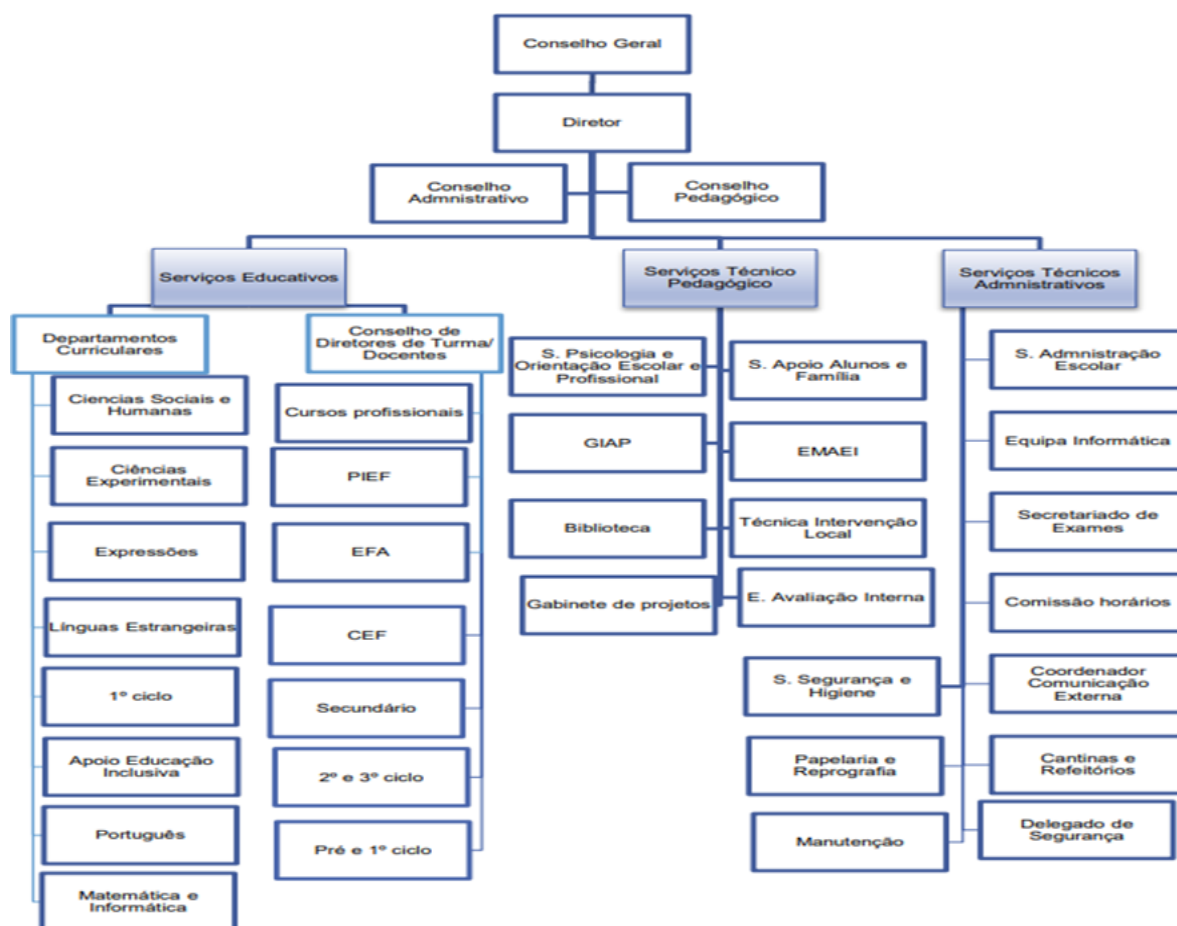 Conselho Geral
Diretor
Conselho
Admnistrativo
Conselho
Pedagógico
Serviços Educativos
Serviços Técnico
Pedagógico
Serviços Técnicos
Admnistrativos
Departamentos
Curriculares
Conselho de
Diretores de Turma/
Docentes
Ciencias Sociais e
Humanas
Ciências
Experimentais
Expressões
Línguas Estrangeiras
1º ciclo
Apoio Educação
Inclusiva
Português
Matemática e
Informática
Cursos profissionais
PIEF
EFA
CEF
Secundário
2º e 3º ciclo
Pré e 1º ciclo
S. Psicologia e
Orientação Escolar e
Profissional
S. Apoio Alunos e
Família
GIAP
EMAEI
Biblioteca
Técnica Intervenção
Local
Gabinete de projetos
E. Avaliação Interna
S. Admnistração
Escolar
Equipa Informática
Secretariado de
Exames
Comissão horários
S. Segurança e
Higiene
Coordenador
Comunicação
Externa
Papelaria e
Reprografia
Cantinas e
Refeitórios
Manutenção
Delegado de
Segurança